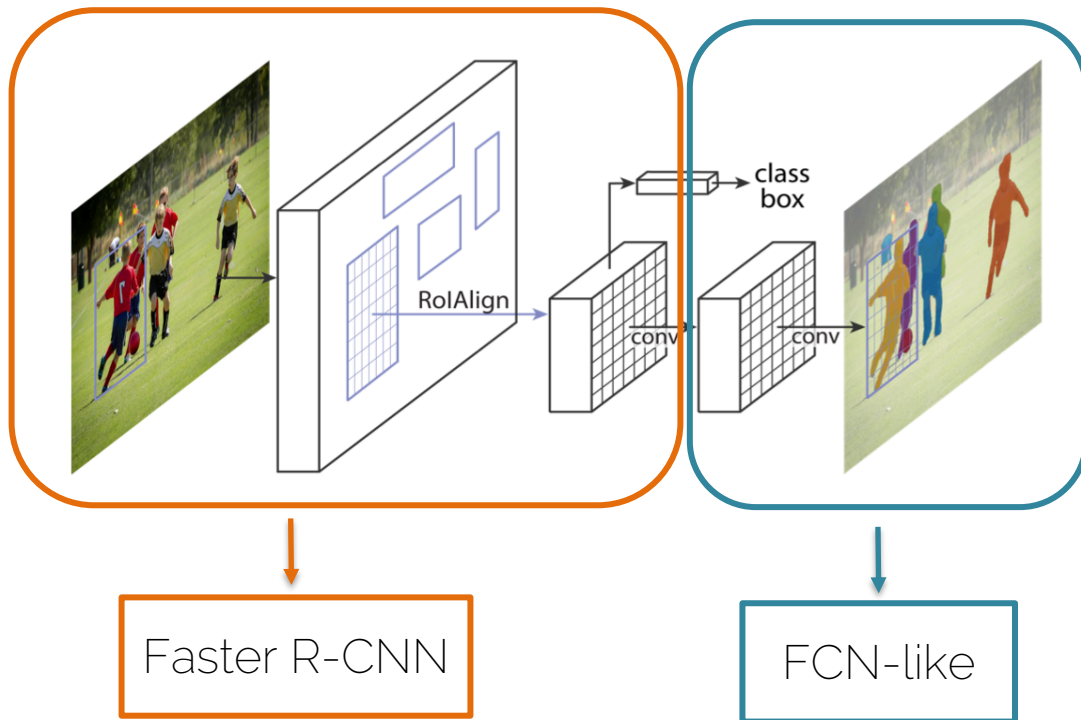 class
box
RoIAlign
conv
conv
Faster R-CNN
FCN-like